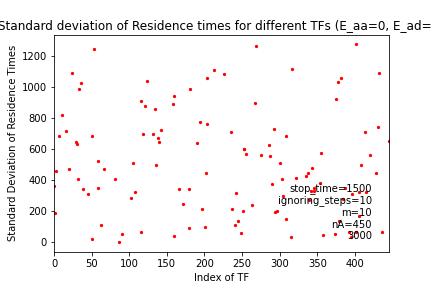 Standard deviation of Residence times for different TFs (E_aa=0, E_ad=
Standard Deviation of Residence Times
1200
1000
800
600
400
200
0
stop_time=1500
ignoring_steps=10
m=10
nA=450
3000
0 50 100 150 200 250 300 350 400
Index of TF